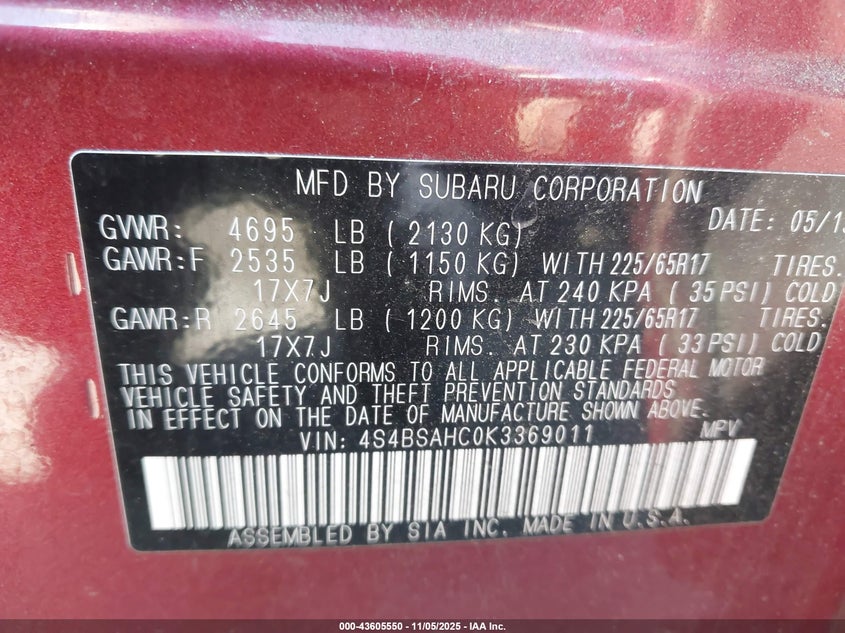 MFD BY SUBARU CORPORATION
GVWR: 4695 LB ( 2130 KG) DATE: 05/1
GAWR:F 2535 LB ( 1150 KG) WITH 225/65R17 TIRES.
17X7J RIMS. AT 240 KPA ( 35 PSI) COLD
GAWR:R 2645 LB ( 1200 KG) WITH 225/65R17 TIRES.
17X7J RIMS. AT 230 KPA ( 33 PSI) COLD
THIS VEHICLE CONFORMS TO ALL APPLICABLE FEDERAL MOTOR
VEHICLE SAFETY AND THEFT PREVENTION STANDARDS
IN EFFECT ON THE DATE OF MANUFACTURE SHOWN ABOVE.
VIN: 4S4BSAHC0K3369011 MPV
ASSEMBLED BY SIA INC. MADE IN U.S.A.
000-43605550 | 11/05/2025 - IAA Inc.